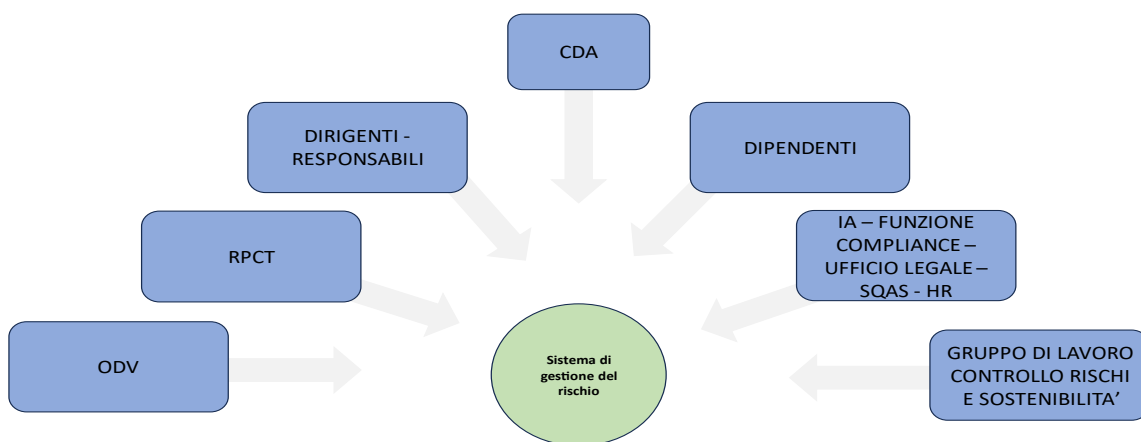 CDA
DIRIGENTI -
RESPONSABILI
DIPENDENTI
RPCT
IA – FUNZIONE
COMPLIANCE –
UFFICIO LEGALE –
SQAS - HR
ODV
Sistema di
gestione del
rischio
GRUPPO DI LAVORO
CONTROLLO RISCHI
E SOSTENIBILITA’